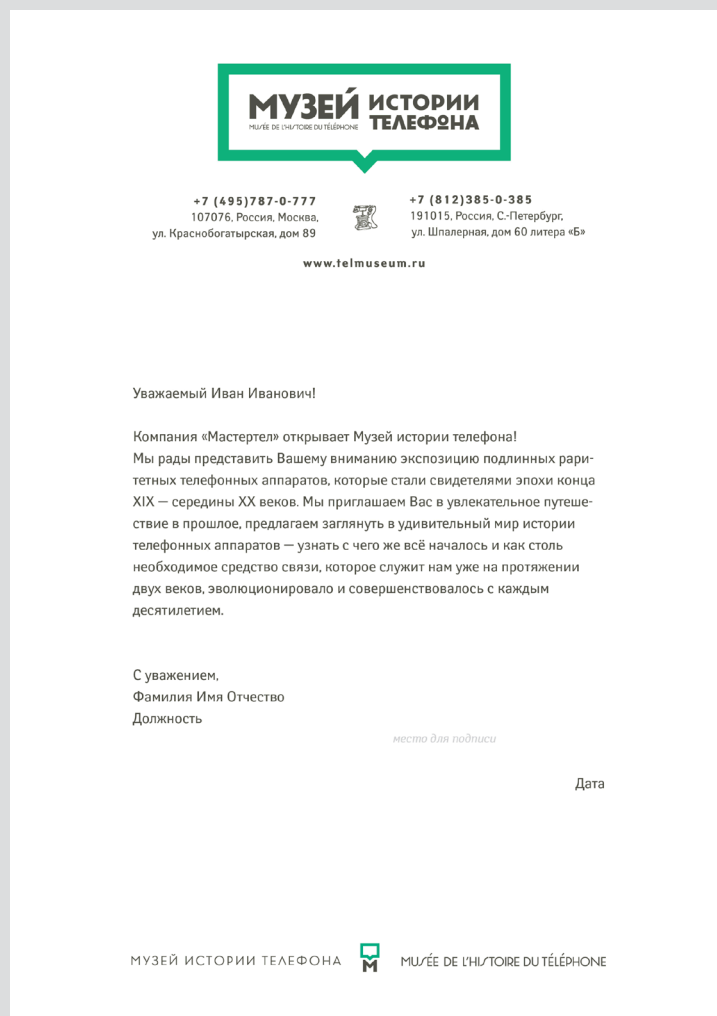 МУЗЕЙ ИСТОРИИ
MUSÉE DE L'HISTOIRE DU TÉLÉPHONE ТЕЛЕФОНА
+7 (495)787-0-777
107076, Россия, Москва,
ул. Краснобогатырская, дом 89
+7 (812)385-0-385
191015, Россия, С.-Петербург,
ул. Шпалерная, дом 60 литера «Б»
www.telmuseum.ru
Уважаемый Иван Иванович!
Компания «Мастертел» открывает Музей истории телефона!
Мы рады представить Вашему вниманию экспозицию подлинных рари-
тетных телефонных аппаратов, которые стали свидетелями эпохи конца
XIX — середины XX веков. Мы приглашаем Вас в увлекательное путеше-
ствие в прошлое, предлагаем заглянуть в удивительный мир истории
телефонных аппаратов — узнать с чего же всё началось и как столь
необходимое средство связи, которое служит нам уже на протяжении
двух веков, эволюционировало и совершенствовалось с каждым
десятилетием.
С уважением,
Фамилия Имя Отчество
Должность
место для подписи
Дата
МУЗЕЙ ИСТОРИИ ТЕЛЕФОНА М MUSÉE DE L'HISTOIRE DU TÉLÉPHONE